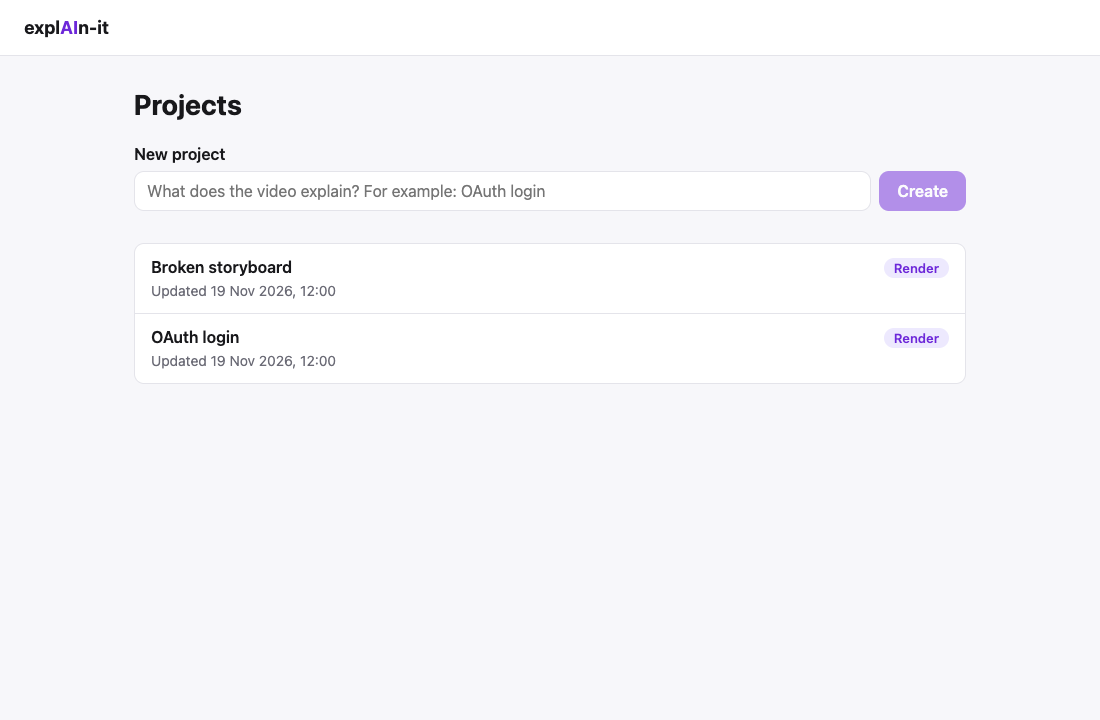 explAIn-it
Projects
New project
What does the video explain? For example: OAuth login
Create
Broken storyboard
Render
Updated 19 Nov 2026, 12:00
OAuth login
Render
Updated 19 Nov 2026, 12:00